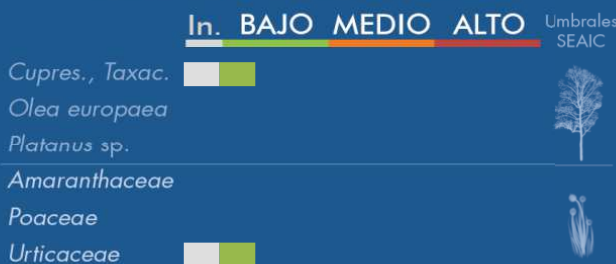 In. BAJO MEDIO ALTO Umbrales
SEAIC
Cupres., Taxac.
Olea europaea
Platanus sp.
Amaranthaceae
Poaceae
Urticaceae